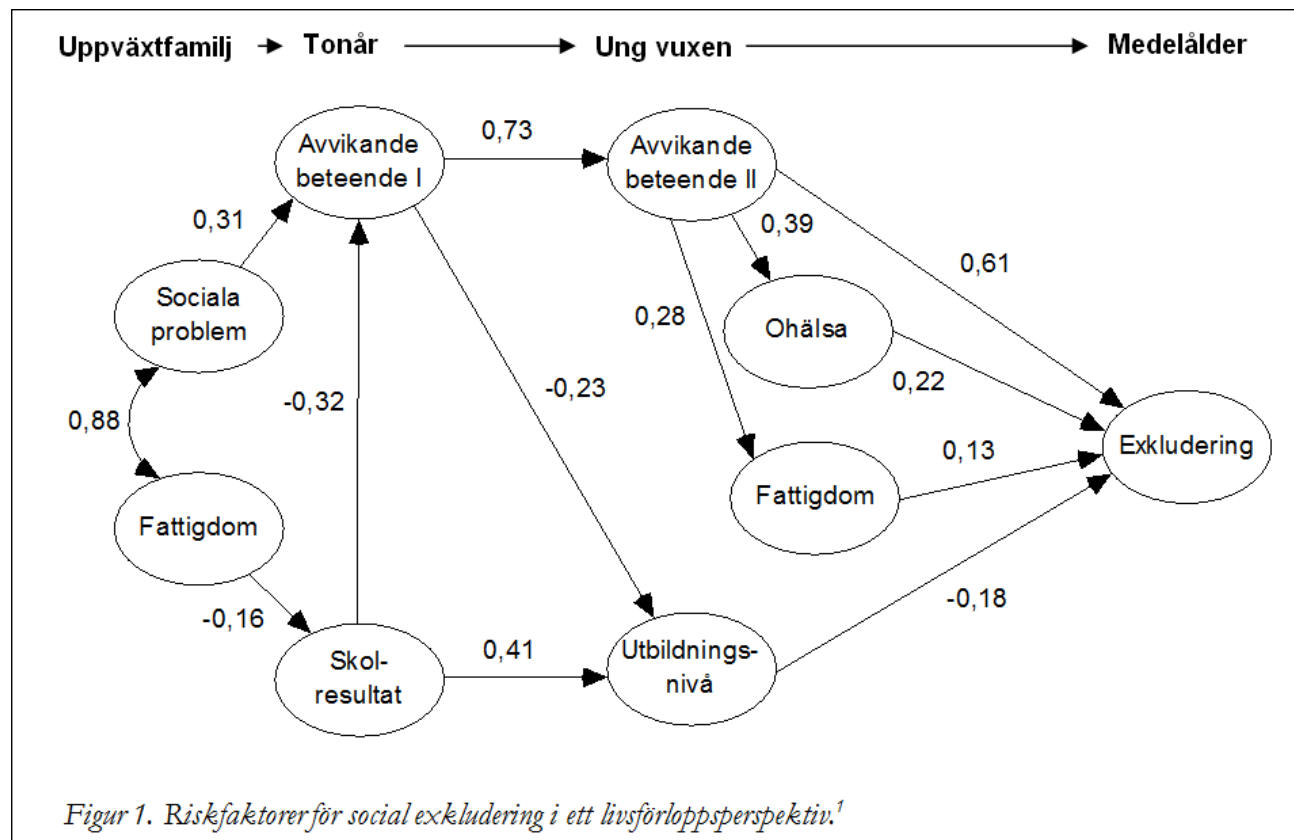 Uppväxtfamilj
Tonår
Ung vuxen
Medelålder
Avvikande
beteende I
0,73
Avvikande
beteende II
0,31
0,39
0,61
Sociala
problem
0,28
Ohälsa
0,22
-0,32
-0,23
0,88
Exkludering
0,13
Fattigdom
Fattigdom
-0,16
-0,18
Skol-
resultat
0,41
Utbildnings-
nivå
Figur 1. Riskfaktorer för social exkludering i ett livsförloppsperspektiv.¹